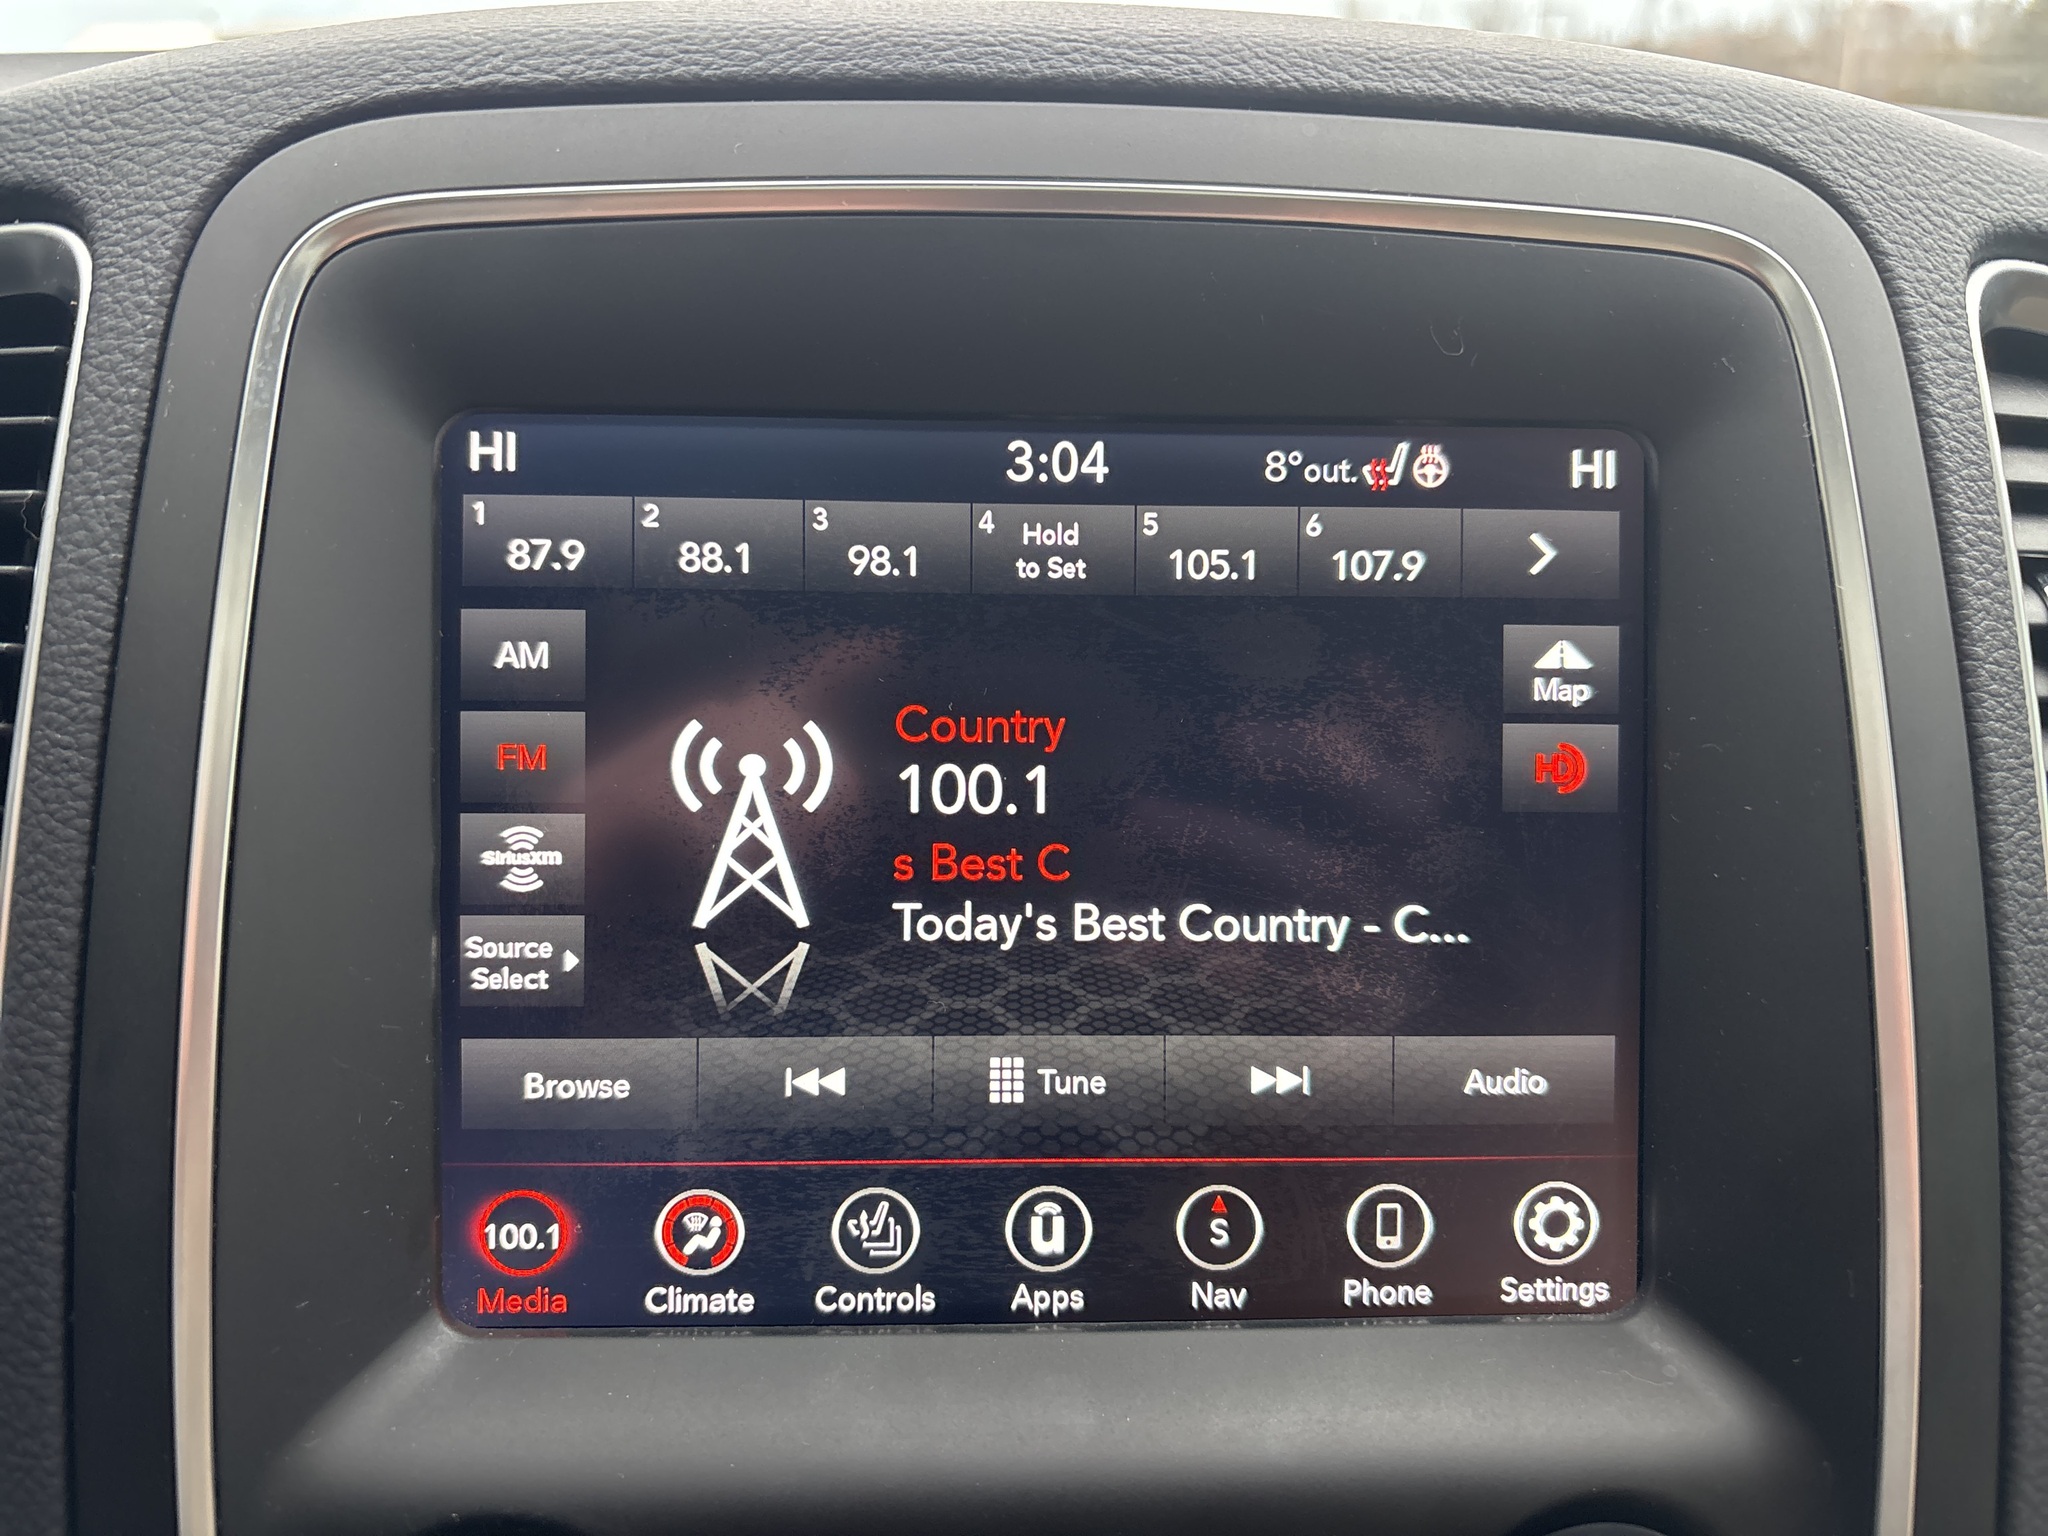 HI 3:04 8°out. HI
1 2 3 4 Hold 5 6
87.9 88.1 98.1 to Set 105.1 107.9
AM
Map
FM
HD
Country
100.1
s Best C
Today's Best Country - C...
SiriusXM
Source
Select
Browse Tune Audio
100.1 u S
Media Climate Controls Apps Nav Phone Settings